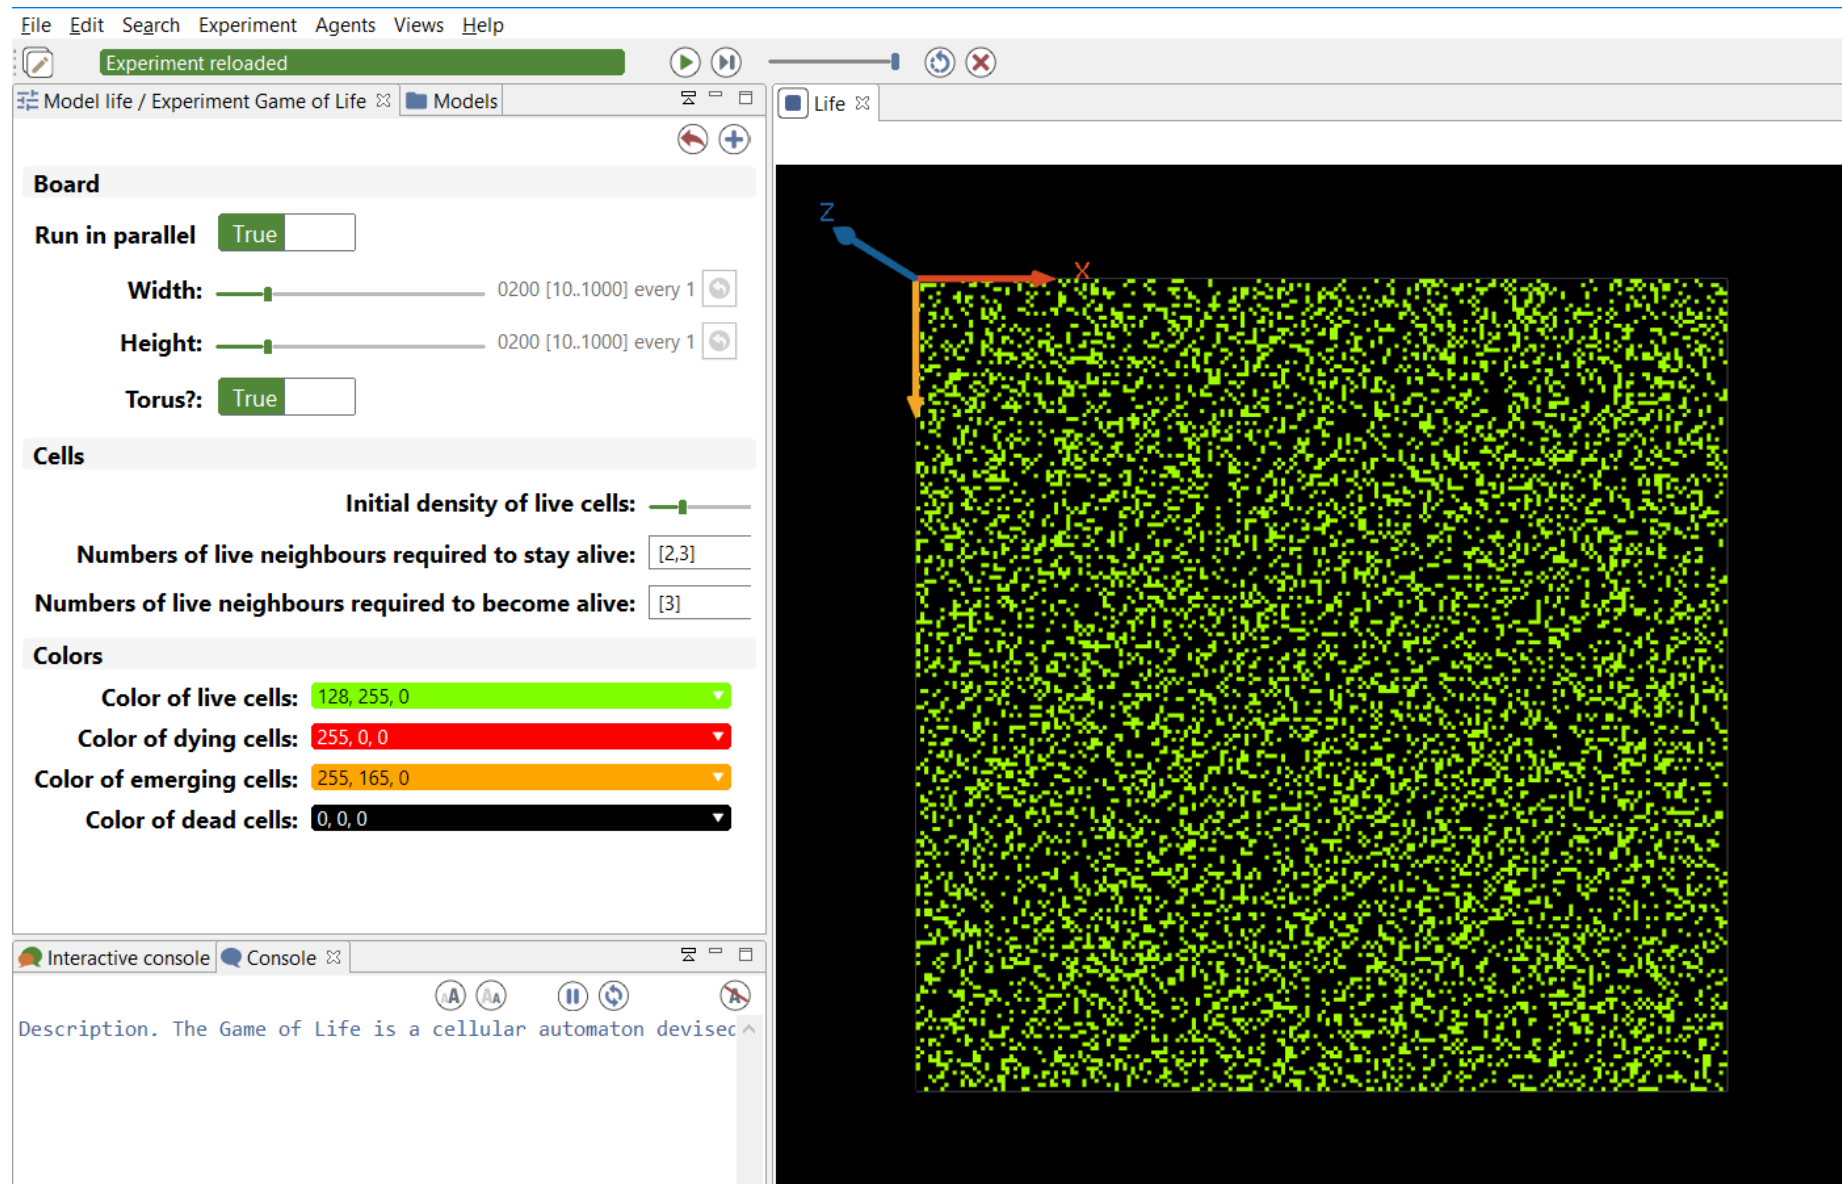 File Edit Search Experiment Agents Views Help
Experiment reloaded
Model life / Experiment Game of Life Models
Life
Board
Run in parallel True
Width: 0200 [10..1000] every 1
Height: 0200 [10..1000] every 1
Torus?: True
Cells
Initial density of live cells:
Numbers of live neighbours required to stay alive: [2,3]
Numbers of live neighbours required to become alive: [3]
Colors
Color of live cells: 128, 255, 0
Color of dying cells: 255, 0, 0
Color of emerging cells: 255, 165, 0
Color of dead cells: 0, 0, 0
Interactive console Console
Description. The Game of Life is a cellular automaton devised
Z
X